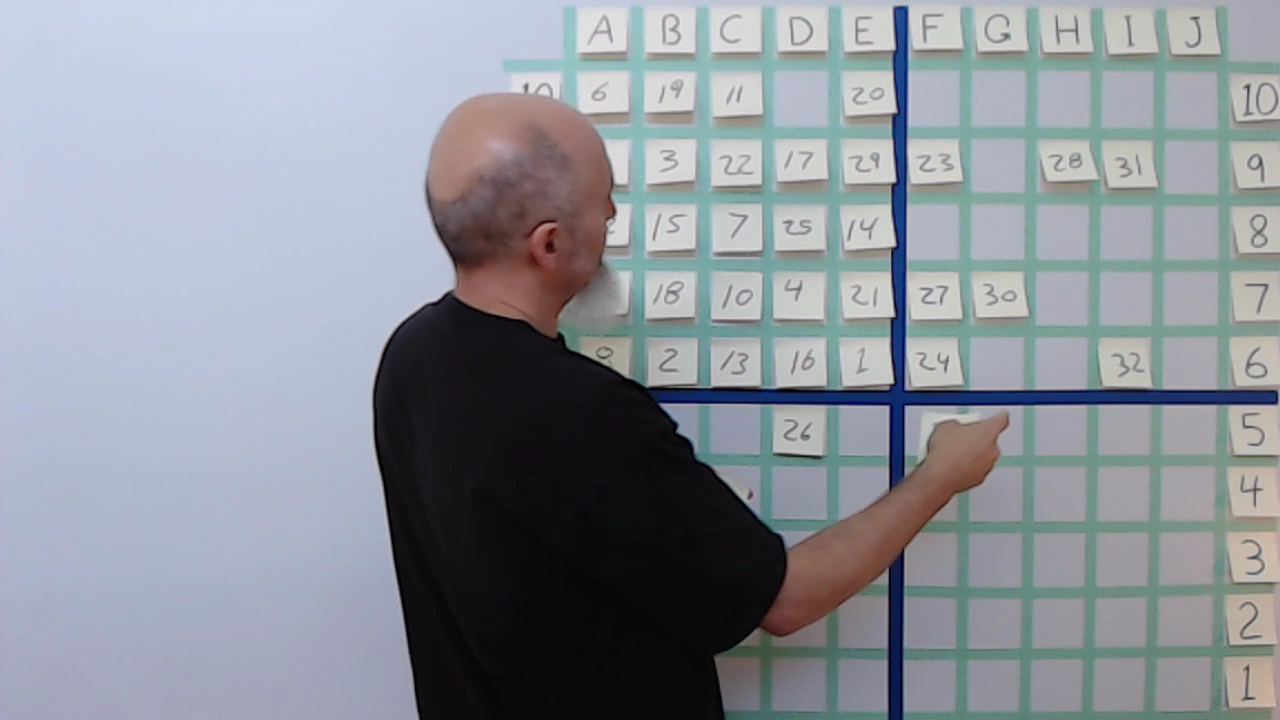 A B C D E F G H I J
10 6 19 11 20 10
3 22 17 29 23 28 31 9
15 7 25 14 8
18 10 4 21 27 30 7
2 13 16 1 24 32 6
26 5
4
3
2
1